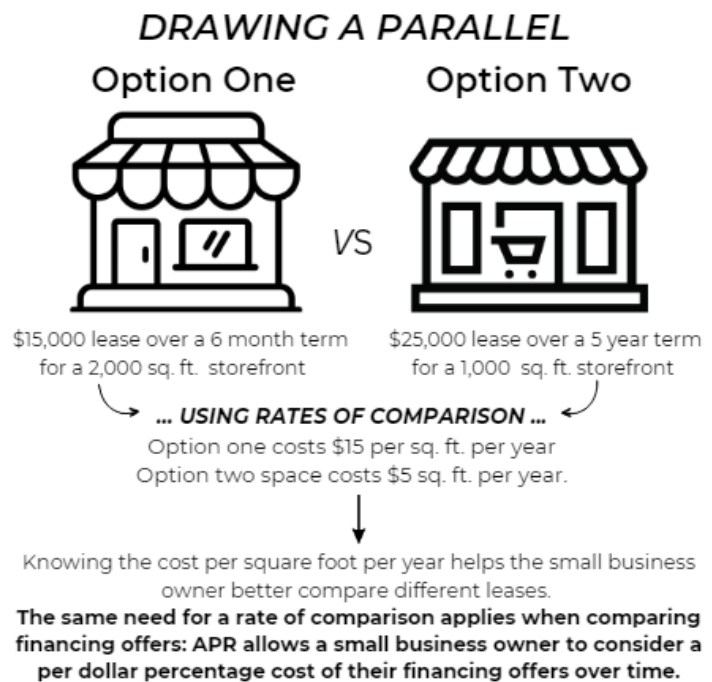 DRAWING A PARALLEL
Option One
Option Two
VS
$15,000 lease over a 6 month term
for a 2,000 sq. ft. storefront
$25,000 lease over a 5 year term
for a 1,000 sq. ft. storefront
... USING RATES OF COMPARISON ...
Option one costs $15 per sq. ft. per year
Option two space costs $5 sq. ft. per year.
Knowing the cost per square foot per year helps the small business
owner better compare different leases.
The same need for a rate of comparison applies when comparing
financing offers: APR allows a small business owner to consider a
per dollar percentage cost of their financing offers over time.